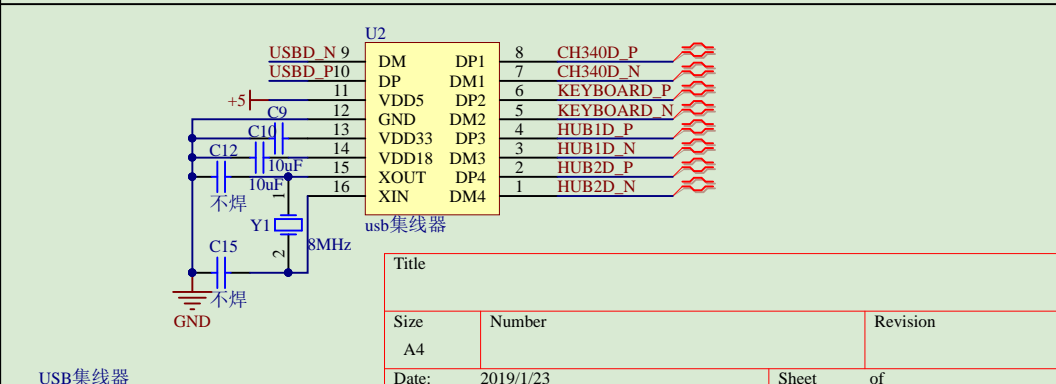 U2
USBD_N 9 DM DP1 8 CH340D_P
USBD_P10 DP DM1 7 CH340D_N
+5 11 VDD5 DP2 6 KEYBOARD_P
12 GND DM2 5 KEYBOARD_N
C9 13 VDD33 DP3 4 HUB1D_P
C10 14 VDD18 DM3 3 HUB1D_N
C12 10uF 15 XOUT DP4 2 HUB2D_P
10uF 16 XIN DM4 1 HUB2D_N
不焊
1
Y1
usb集线器
2
8MHz
C15
不焊
GND
USB集线器
Title
Size
Number
Revision
A4
Date:
2019/1/23
Sheet of